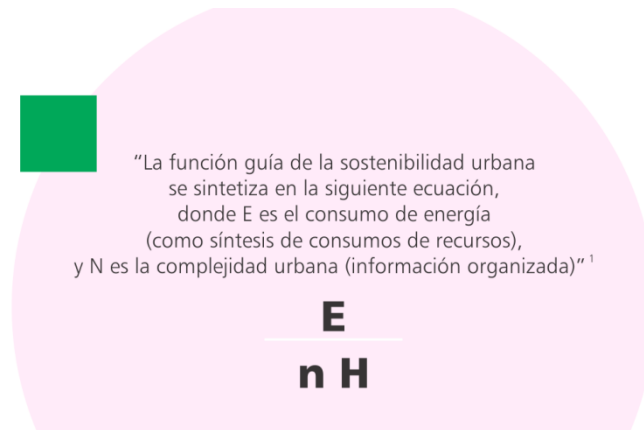 “La función guía de la sostenibilidad urbana
se sintetiza en la siguiente ecuación,
donde E es el consumo de energía
(como síntesis de consumos de recursos),
y N es la complejidad urbana (información organizada)” 1
E
n H